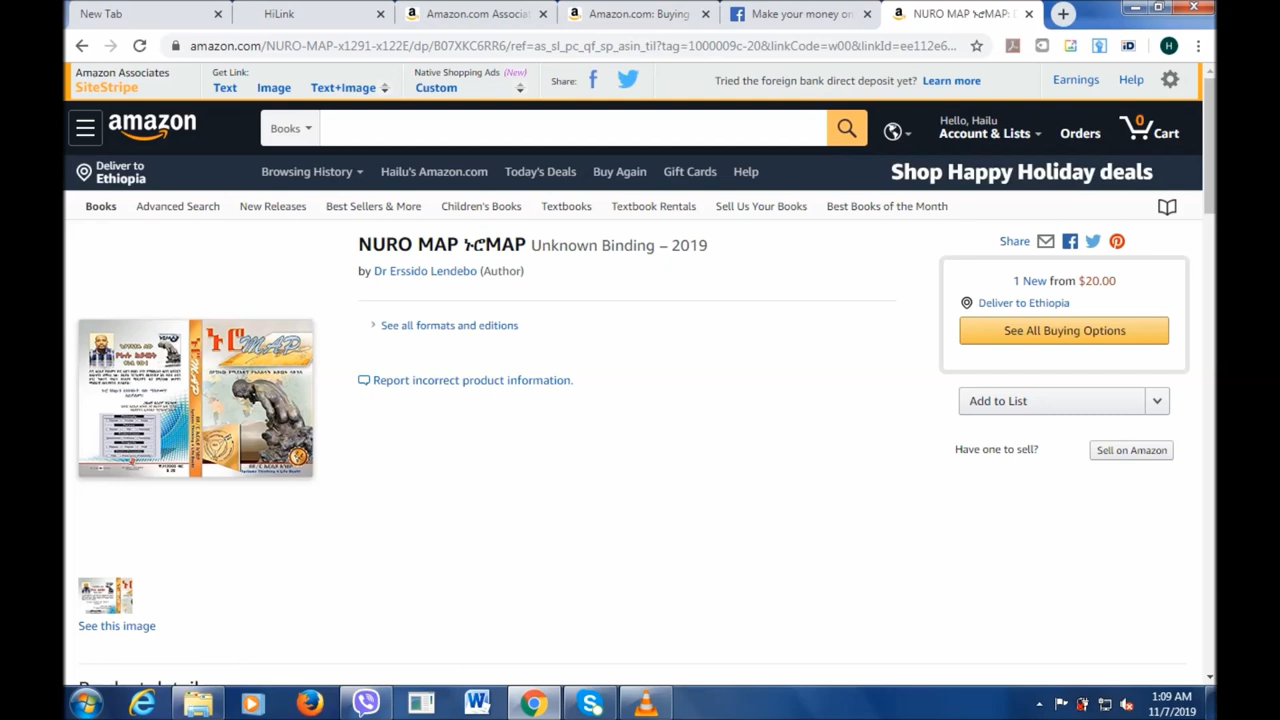 New Tab
HiLink
Amazon.com Associat
Amazon.com: Buying
Make your money on
NURO MAP ኑሮMAP: D
amazon.com/NURO-MAP-x1291-x122E/dp/B07XKC6RR6/ref=as_sl_pc_qf_sp_asin_til?tag=1000009c-20&linkCode=w00&linkId=ee112e6...
Amazon Associates
SiteStripe
Get Link:
Text Image Text+Image
Native Shopping Ads (New)
Custom
Share:
Tried the foreign bank direct deposit yet? Learn more
Earnings Help
amazon
Books
Hello, Hailu
Account & Lists
Orders
0
Cart
Deliver to
Ethiopia
Browsing History Hailu's Amazon.com Today's Deals Buy Again Gift Cards Help
Shop Happy Holiday deals
Books Advanced Search New Releases Best Sellers & More Children's Books Textbooks Textbook Rentals Sell Us Your Books Best Books of the Month
NURO MAP ኑሮMAP Unknown Binding – 2019
by Dr Erssido Lendebo (Author)
See all formats and editions
Report incorrect product information.
Share
1 New from $20.00
Deliver to Ethiopia
See All Buying Options
Add to List
Have one to sell?
Sell on Amazon
ኑሮ
MAP
See this image
1:09 AM
11/7/2019